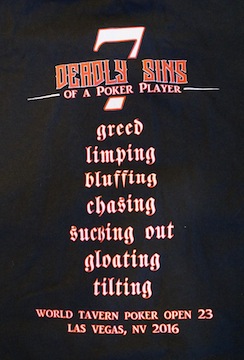 7
DEADLY SINS
OF A POKER PLAYER
greed
limping
bluffing
chasing
sucking out
gloating
tilting
WORLD TAVERN POKER OPEN 23
LAS VEGAS, NV 2016